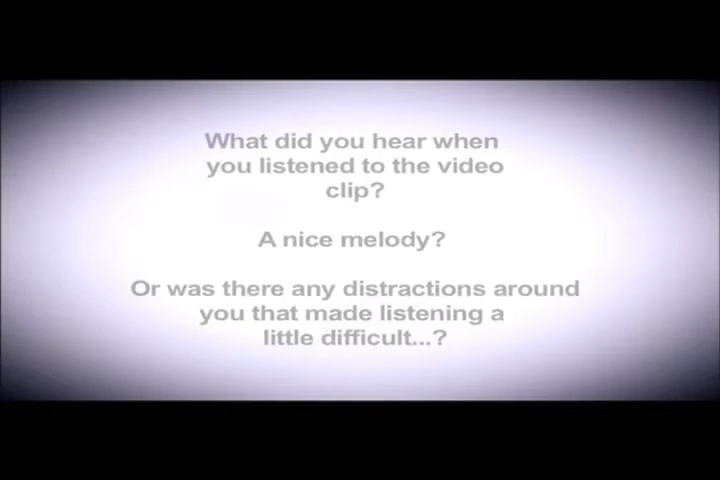 What did you hear when
you listened to the video
clip?
A nice melody?
Or was there any distractions around
you that made listening a
little difficult...?